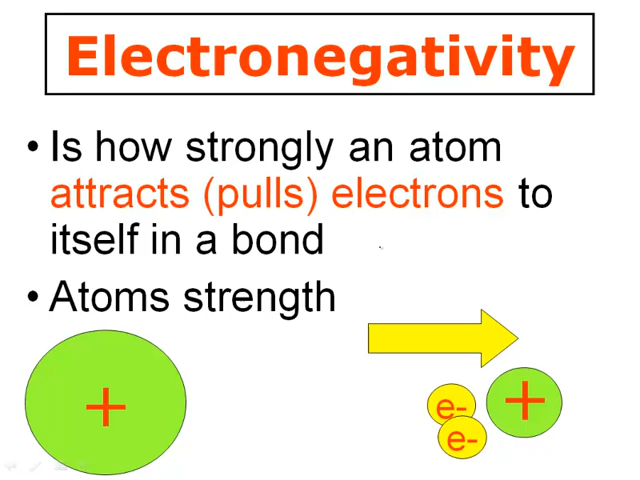 Electronegativity
• Is how strongly an atom
attracts (pulls) electrons to
itself in a bond
• Atoms strength
+
+
e-
e-